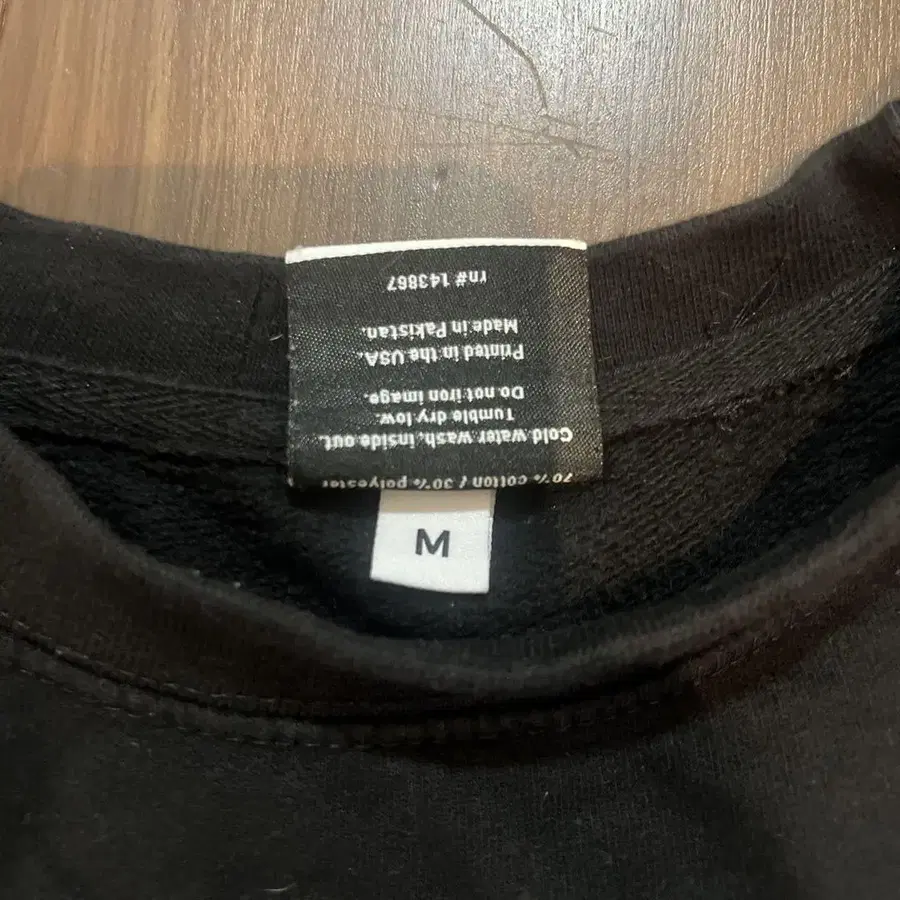 70% cotton / 30% polyester
Cold water wash, inside out.
Tumble dry low.
Do not iron image.
Printed in the USA.
Made in Pakistan.
rn# 143867
M